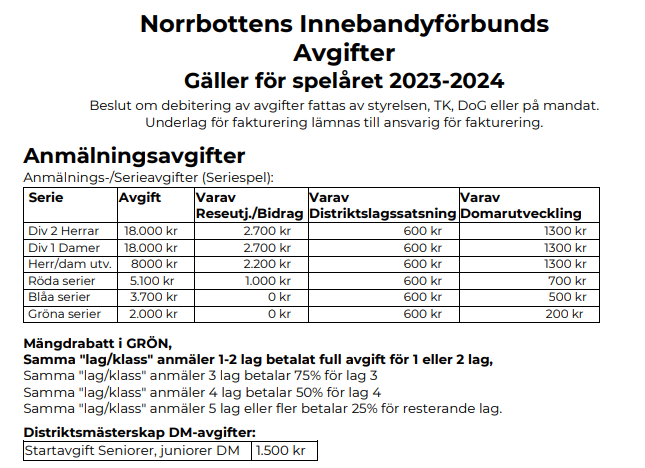 Norrbottens Innebandyförbunds
Avgifter
Gäller för spelåret 2023-2024
Beslut om debitering av avgifter fattas av styrelsen, TK, DoG eller på mandat.
Underlag för fakturering lämnas till ansvarig för fakturering.
Anmälningsavgifter
Anmälnings-/Serieavgifter (Seriespel):
Serie Avgift Varav Reseutj./Bidrag Varav Distriktslagssatsning Varav Domarutveckling
Div 2 Herrar 18.000 kr 2.700 kr 600 kr 1300 kr
Div 1 Damer 18.000 kr 2.700 kr 600 kr 1300 kr
Herr/dam utv. 8000 kr 2.200 kr 600 kr 1300 kr
Röda serier 5.100 kr 1.000 kr 600 kr 700 kr
Blåa serier 3.700 kr 0 kr 600 kr 500 kr
Gröna serier 2.000 kr 0 kr 600 kr 200 kr
Mängdrabatt i GRÖN,
Samma "lag/klass" anmäler 1-2 lag betalat full avgift för 1 eller 2 lag,
Samma "lag/klass" anmäler 3 lag betalar 75% för lag 3
Samma "lag/klass" anmäler 4 lag betalar 50% för lag 4
Samma "lag/klass" anmäler 5 lag eller fler betalar 25% för resterande lag.
Distriktsmästerskap DM-avgifter:
Startavgift Seniorer, juniorer DM 1.500 kr